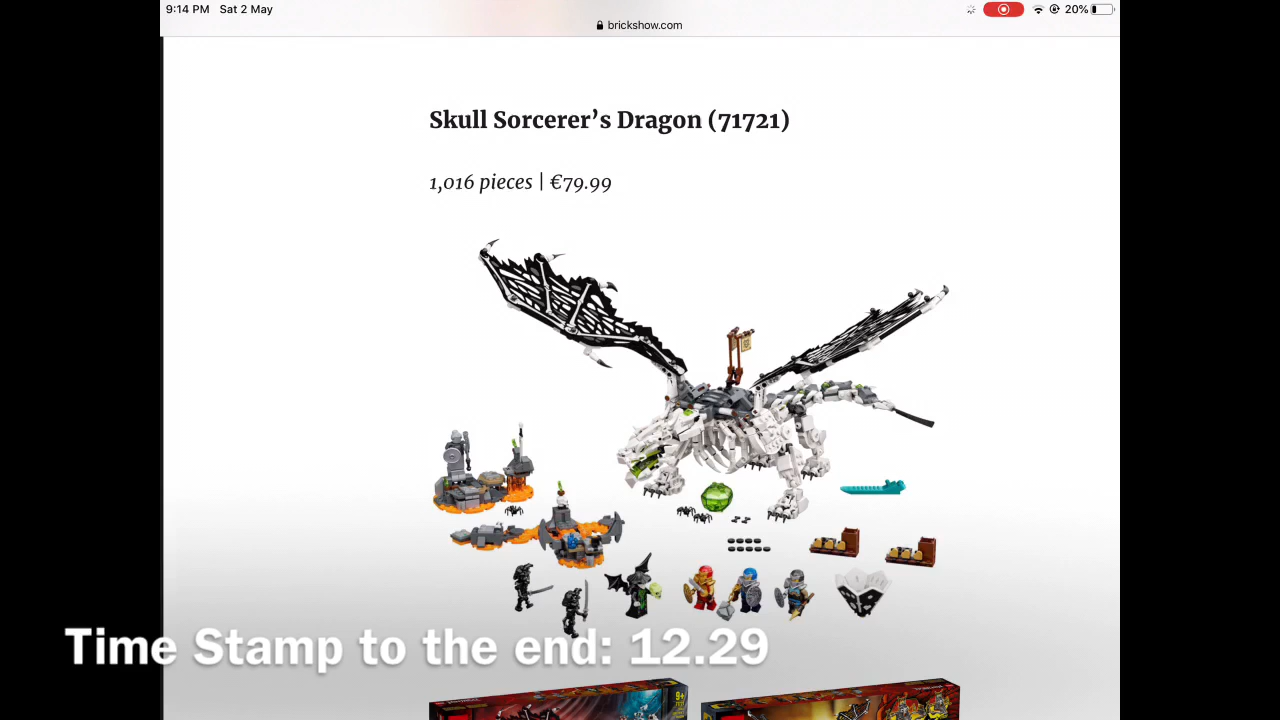 9:14 PM Sat 2 May
20%
brickshow.com
Skull Sorcerer’s Dragon (71721)
1,016 pieces | €79.99
Time Stamp to the end: 12.29
9+